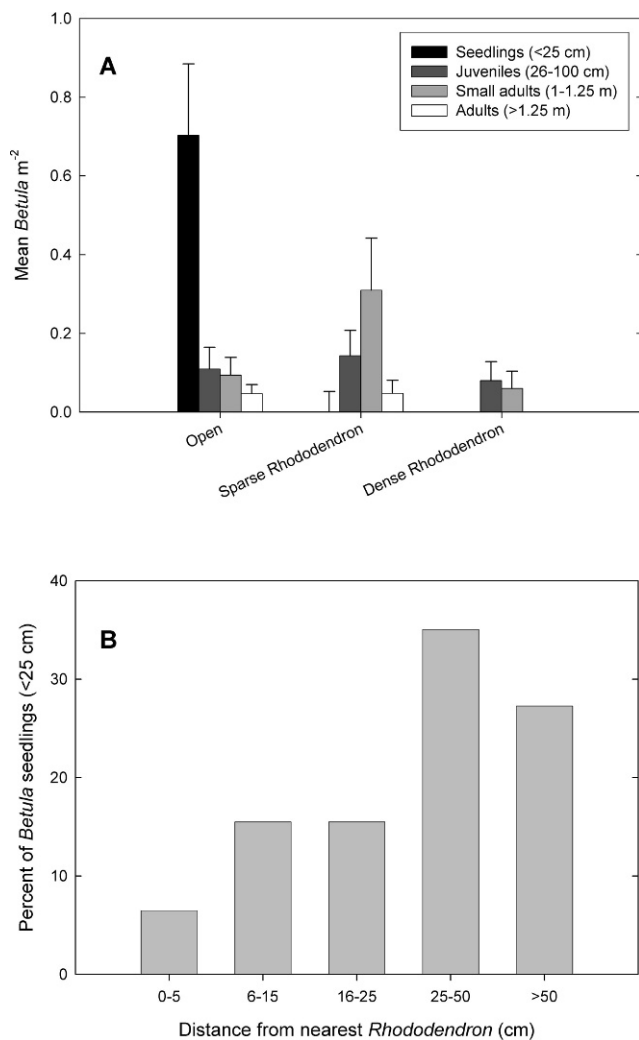 1.0
A
Seedlings (<25 cm)
Juveniles (26-100 cm)
Small adults (1-1.25 m)
Adults (>1.25 m)
0.8
0.6
0.4
0.2
0.0
Mean Betula m-2
Open
Sparse Rhododendron
Dense Rhododendron
40
B
30
20
10
0
Percent of Betula seedlings (<25 cm)
0-5 6-15 16-25 25-50 >50
Distance from nearest Rhododendron (cm)